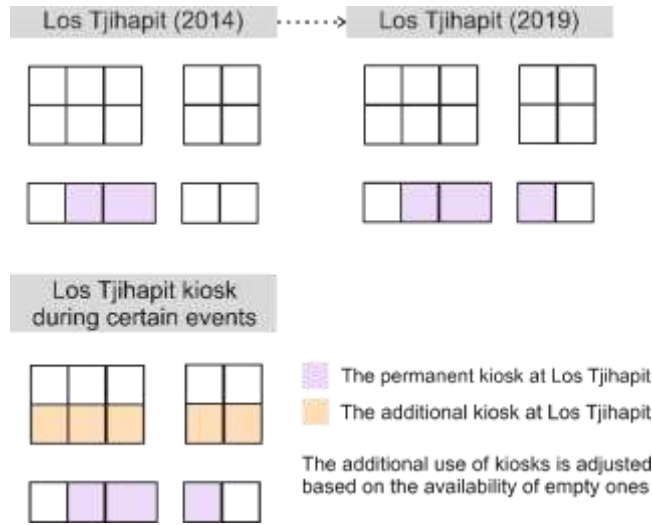 Los Tjihapit (2014)
Los Tjihapit (2019)
Los Tjihapit kiosk
during certain events
The permanent kiosk at Los Tjihapit
The additional kiosk at Los Tjihapit
The additional use of kiosks is adjusted
based on the availability of empty ones